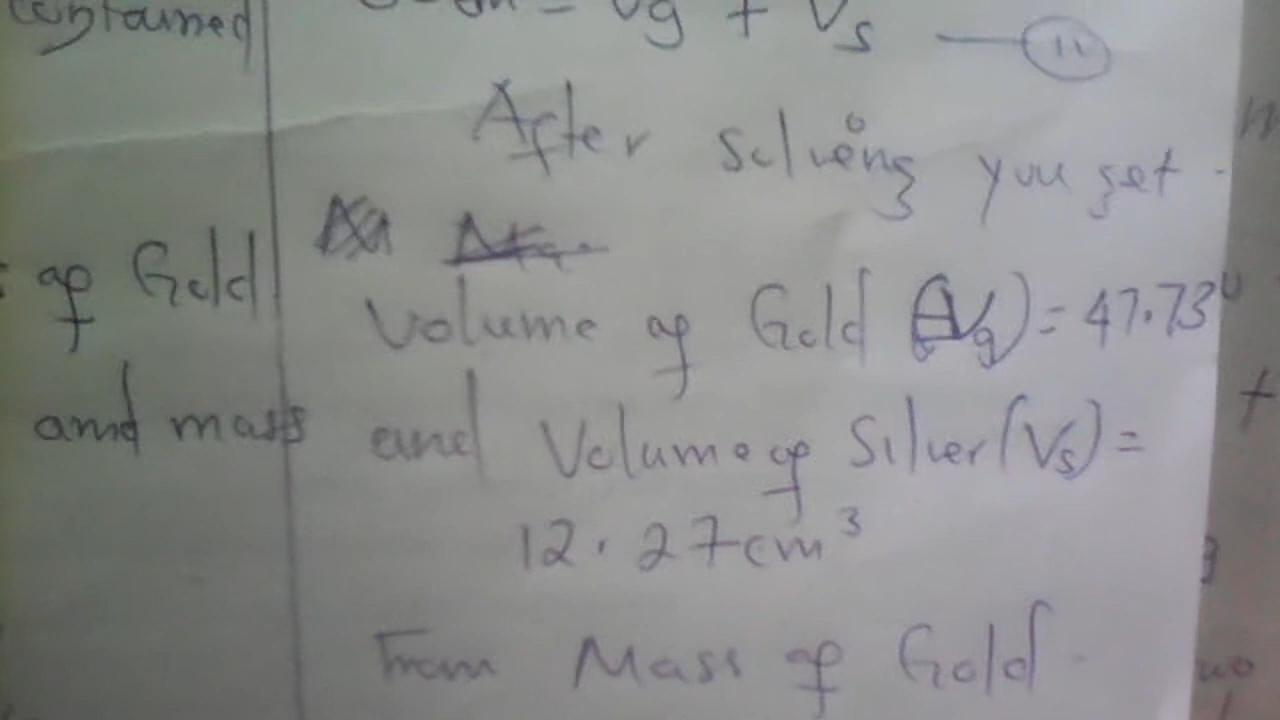 contained
= Vg + Vs — 11
After solving you get
Volume of Gold (Vg) = 47.73
of Gold
and mass
and Volume of Silver (Vs) =
12.27cm³
From Mass of Gold